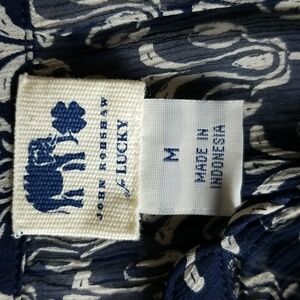 JOHN ROBSHAW
for LUCKY
M
MADE IN
INDONESIA